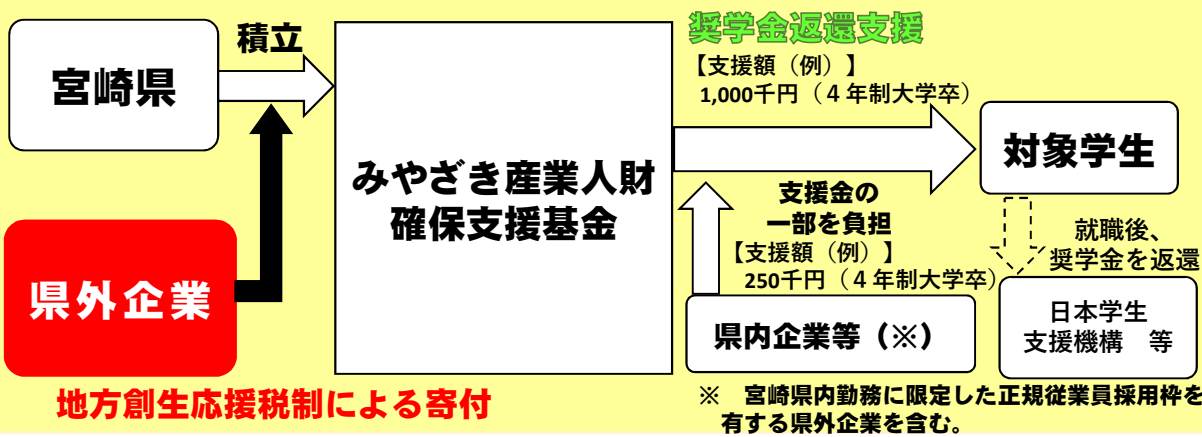 宮崎県
積立
県外企業
地方創生応援税制による寄付
みやざき産業人財
確保支援基金
奨学金返還支援
【支援額（例）】
1,000千円（４年制大学卒）
支援金の
一部を負担
【支援額（例）】
250千円（４年制大学卒）
県内企業等（※）
対象学生
就職後、
奨学金を返還
日本学生
支援機構　等
※　宮崎県内勤務に限定した正規従業員採用枠を
有する県外企業を含む。